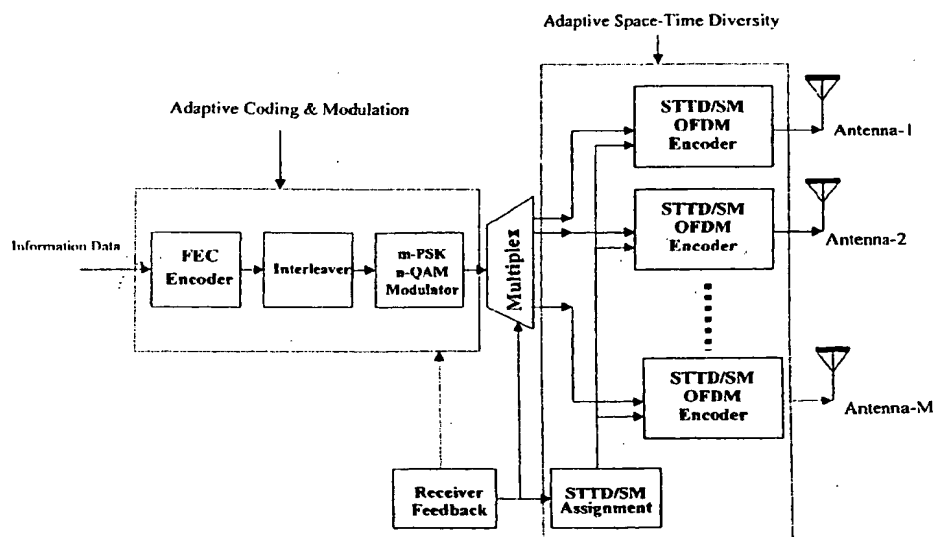 Adaptive Space-Time Diversity
Adaptive Coding & Modulation
STTD/SM
OFDM
Encoder
Antenna-1
STTD/SM
OFDM
Encoder
Antenna-2
Information Data
FEC
Encoder
Interleaver
m-PSK
n-QAM
Modulator
Multiplex
STTD/SM
OFDM
Encoder
Antenna-M
Receiver
Feedback
STTD/SM
Assignment